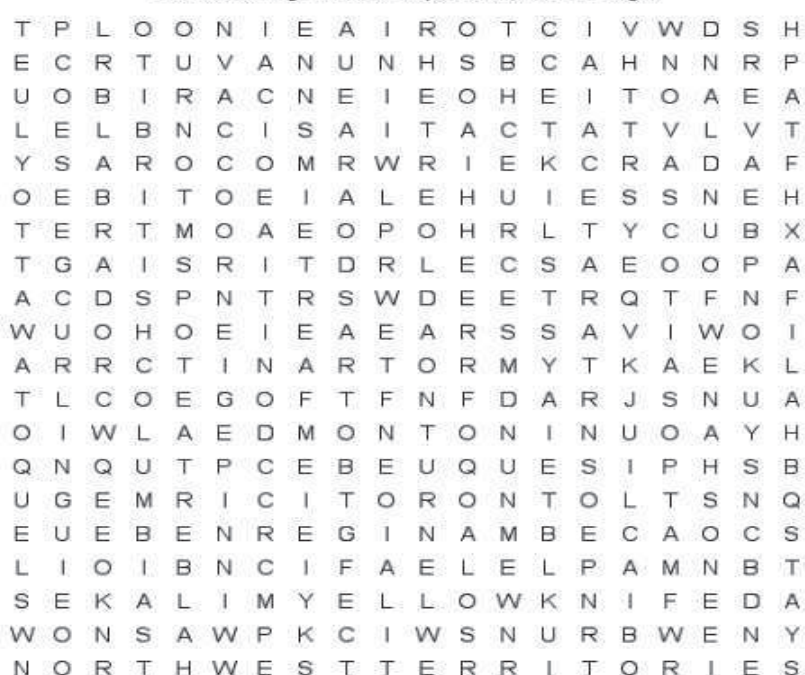 T P L O O N I E A I R O T C I V W D S H
E C R T U V A N U N H S B C A H N N R P
U O B I R A C N E I E O H E I T O A E A
L E L B N C I S A I T A C T A T V L V T
Y S A R O C O M R W R I E K C R A D A F
O E B I T O E I A L E H U I E S S N E H
T E R T M O A E O P O H R L T Y C U B X
T G A I S R I T D R L E C S A E O O P A
A C D S P N T R S W D E E T R Q T F N F
W U O H O E I E A E A R S S A V I W O I
A R R C T I N A R T O R M Y T K A E K L
T L C O E G O F T F N F D A R J S N U A
O I W L A E D M O N T O N I N U O A Y H
Q N Q U T P C E B E U Q U E S I P H S B
U G E M R I C I T O R O N T O L T S N Q
E U E B E N R E G I N A M B E C A O C S
L I O I B N C I F A E L E L P A M N B T
S E K A L I M Y E L L O W K N I F E D A
W O N S A W P K C I W S N U R B W E N Y
N O R T H W E S T T E R R I T O R I E S